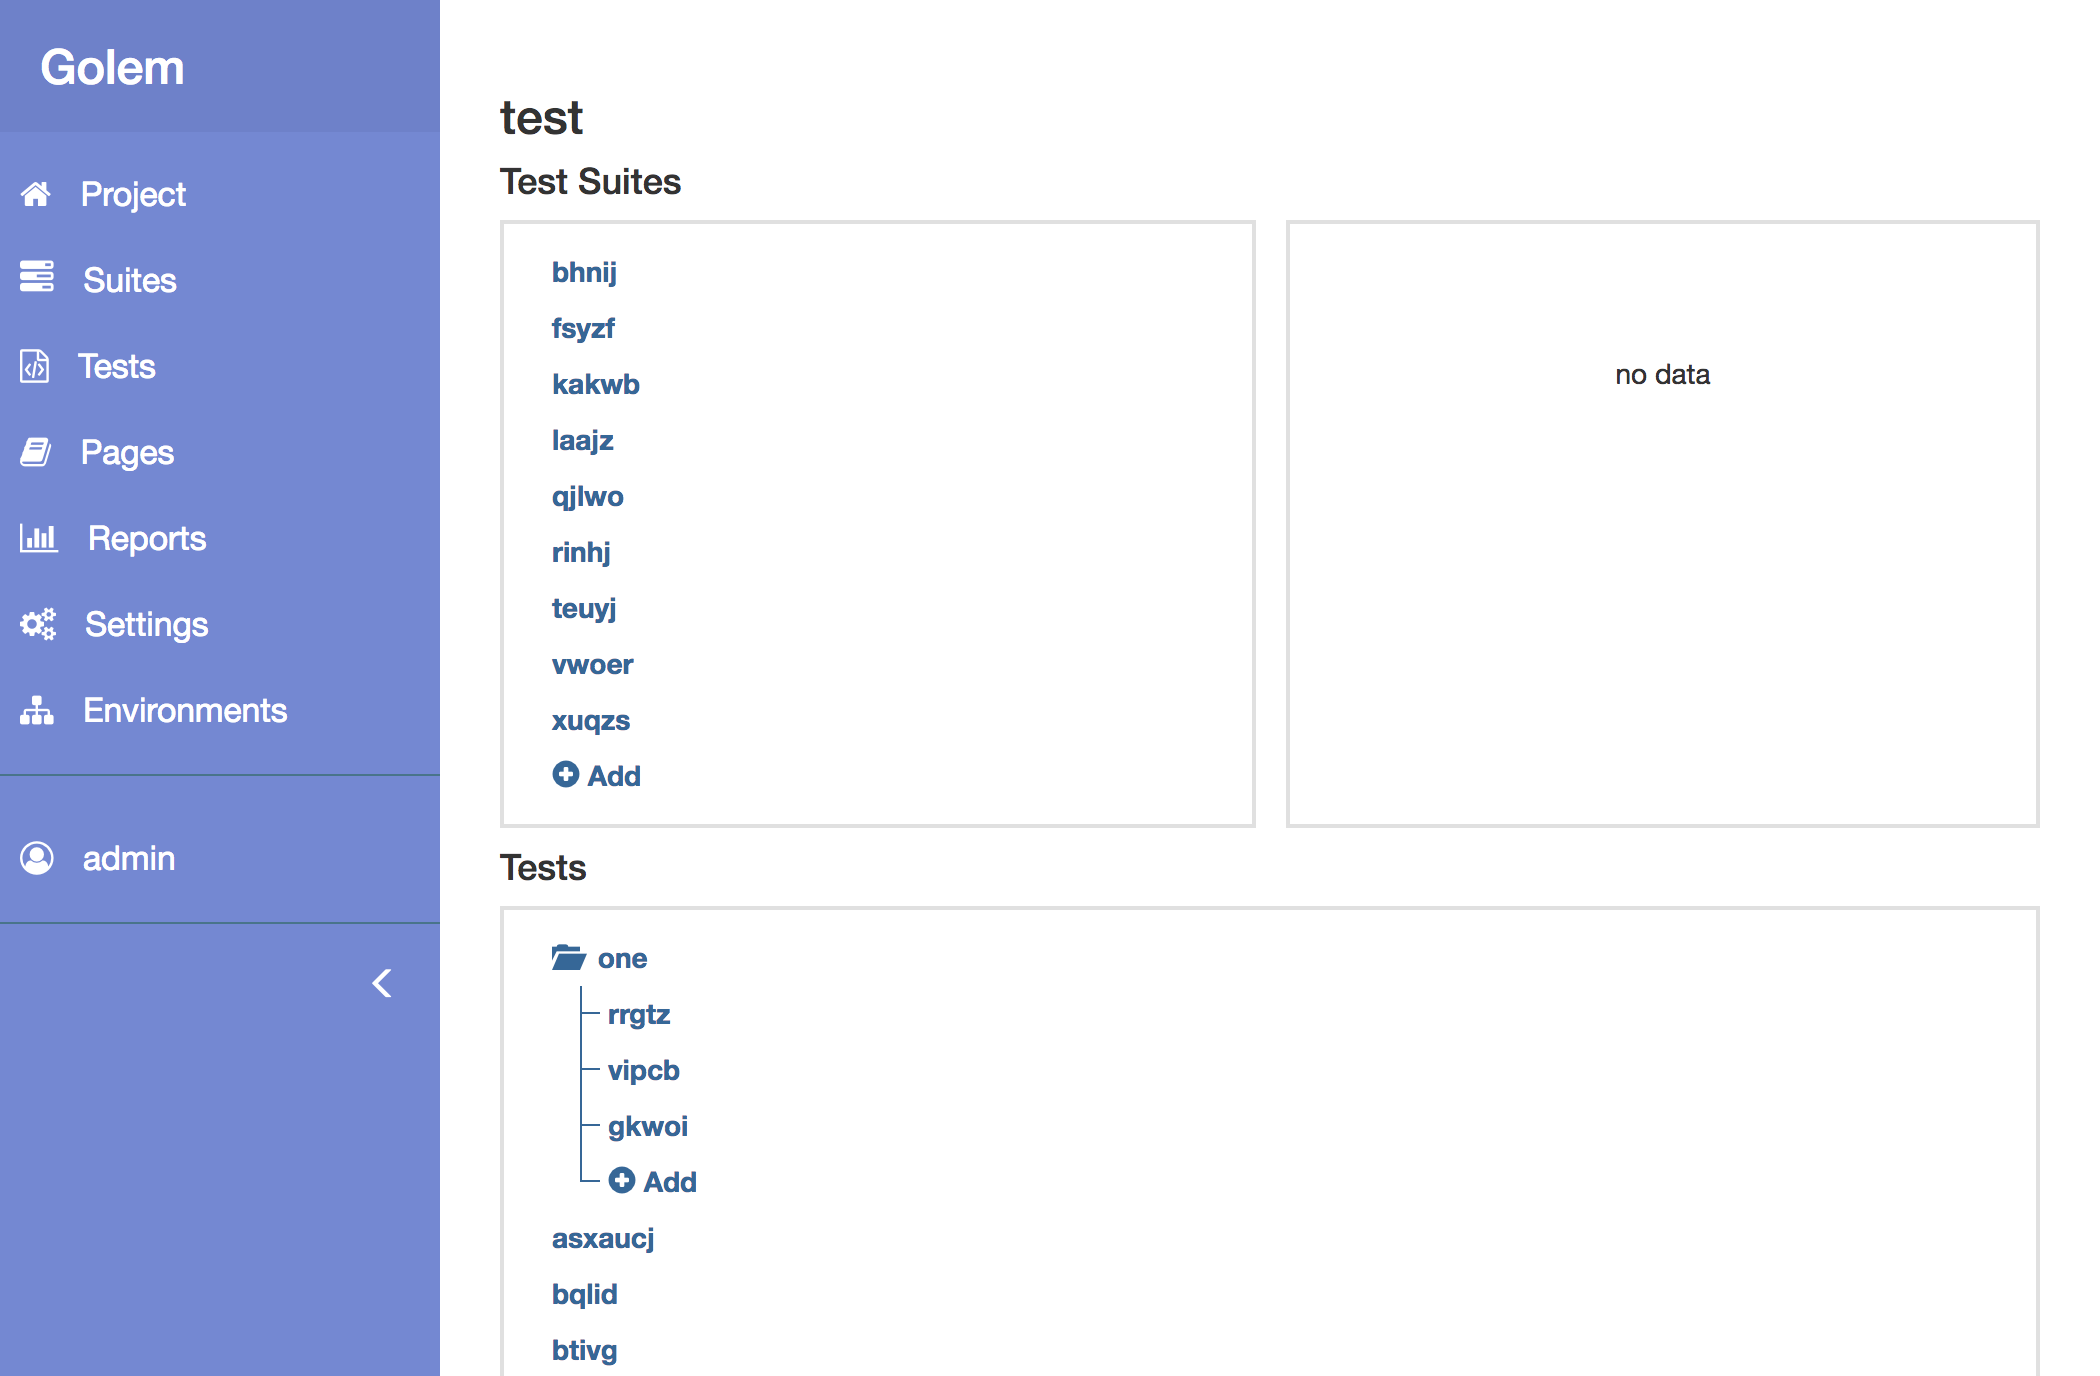 Golem
Project
Suites
Tests
Pages
Reports
Settings
Environments
admin
test
Test Suites
bhnij
fsyzf
kakwb
laajz
qjlwo
rinhj
teuyj
vwoer
xuqzs
Add
no data
Tests
one
rrgtz
vipcb
gkwoi
Add
asxaucj
bqlid
btivg